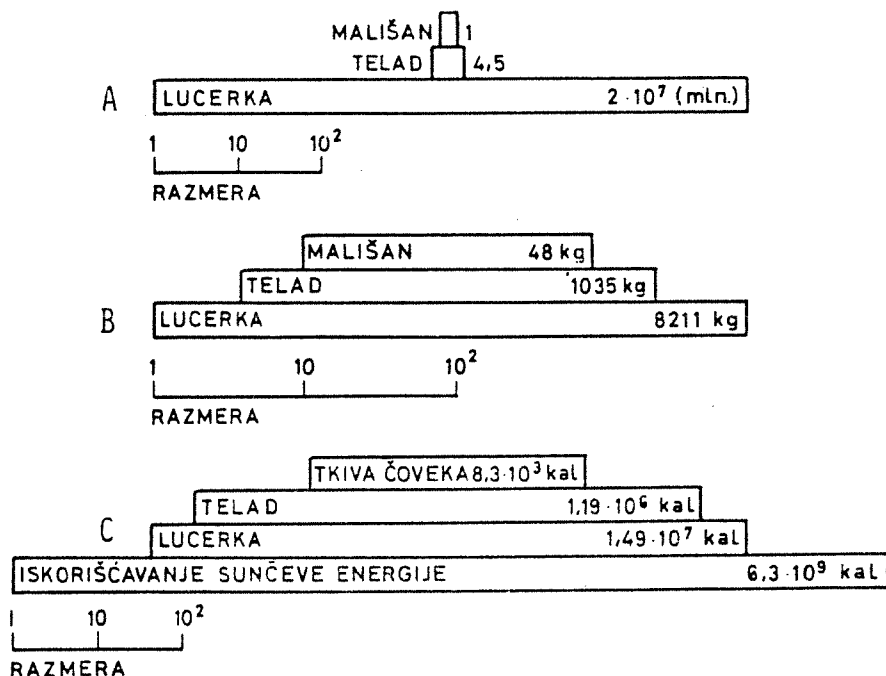 MALIŠAN 1
TELAD 4,5
A LUCERKA 2·10⁷ (mln.)
1 10 10²
RAZMERA
MALIŠAN 48 kg
TELAD 1035 kg
B LUCERKA 8211 kg
1 10 10²
RAZMERA
TKIVA ČOVEKA 8,3·10³ kal
TELAD 1,19·10⁶ kal
C LUCERKA 1,49·10⁷ kal
ISKORIŠĆAVANJE SUNČEVE ENERGIJE 6,3·10⁹ kal
1 10 10²
RAZMERA